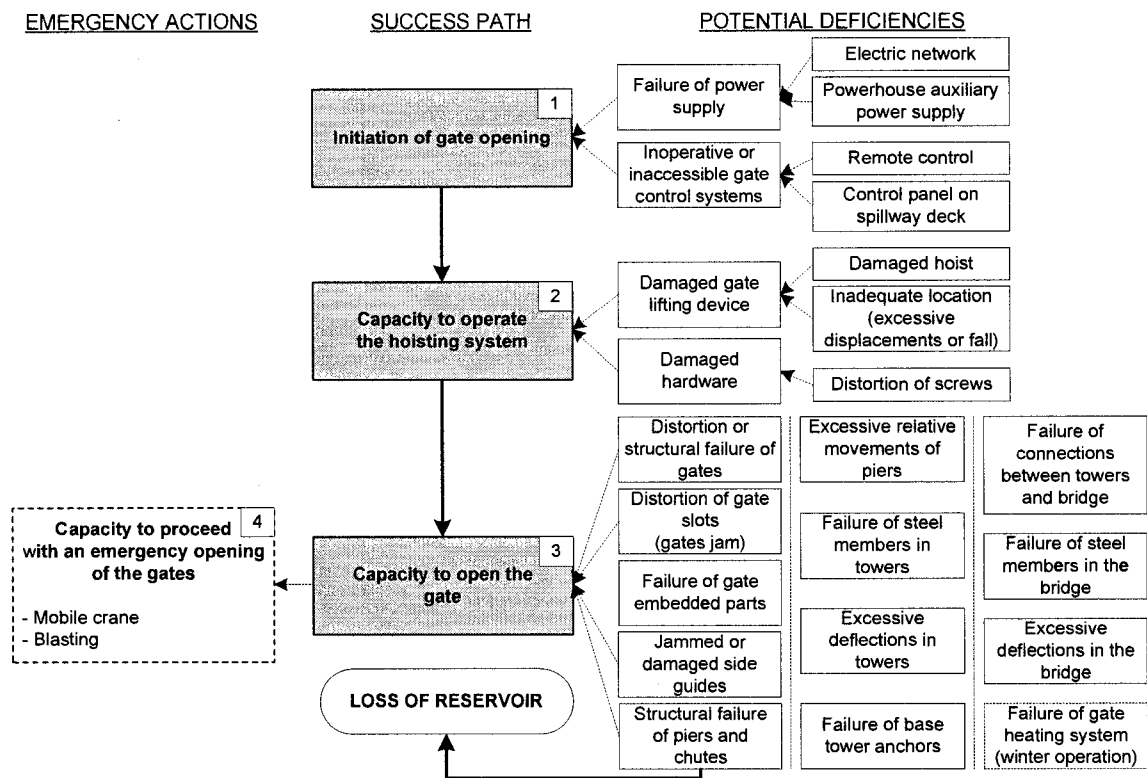 EMERGENCY ACTIONS
SUCCESS PATH
POTENTIAL DEFICIENCIES
1
Initiation of gate opening
Failure of power
supply
Electric network
Powerhouse auxiliary
power supply
Inoperative or
inaccessible gate
control systems
Remote control
Control panel on
spillway deck
2
Capacity to operate
the hoisting system
Damaged gate
lifting device
Damaged hoist
Inadequate location
(excessive
displacements or fall)
Damaged
hardware
Distortion of screws
4
Capacity to proceed
with an emergency opening
of the gates
- Mobile crane
- Blasting
3
Capacity to open the
gate
Distortion or
structural failure of
gates
Distortion of gate
slots
(gates jam)
Failure of gate
embedded parts
Jammed or
damaged side
guides
Structural failure
of piers and
chutes
Excessive relative
movements of
piers
Failure of steel
members in
towers
Excessive
deflections in
towers
Failure of base
tower anchors
Failure of
connections
between towers
and bridge
Failure of steel
members in the
bridge
Excessive
deflections in the
bridge
Failure of gate
heating system
(winter operation)
LOSS OF RESERVOIR